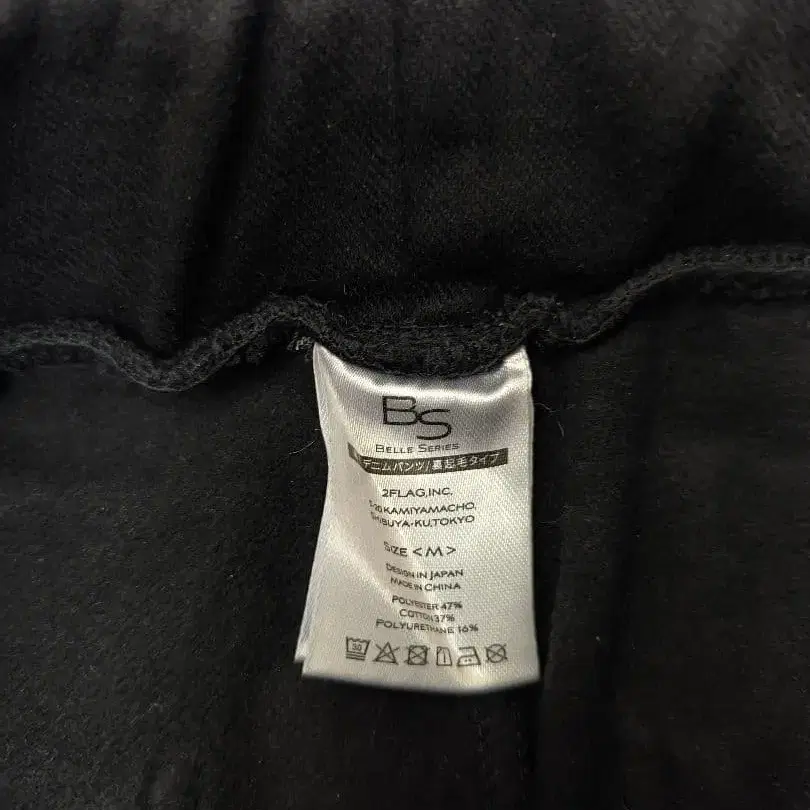 BS
BELLE SERIES
デニムパンツ/裏起毛タイプ
2FLAG,INC.
KAMIYAMACHO,
SHIBUYA-KU,TOKYO
SIZE <M>
DESIGN IN JAPAN
MADE IN CHINA
POLYESTER 47%
COTTON 37%
POLYURETHANE 16%
30